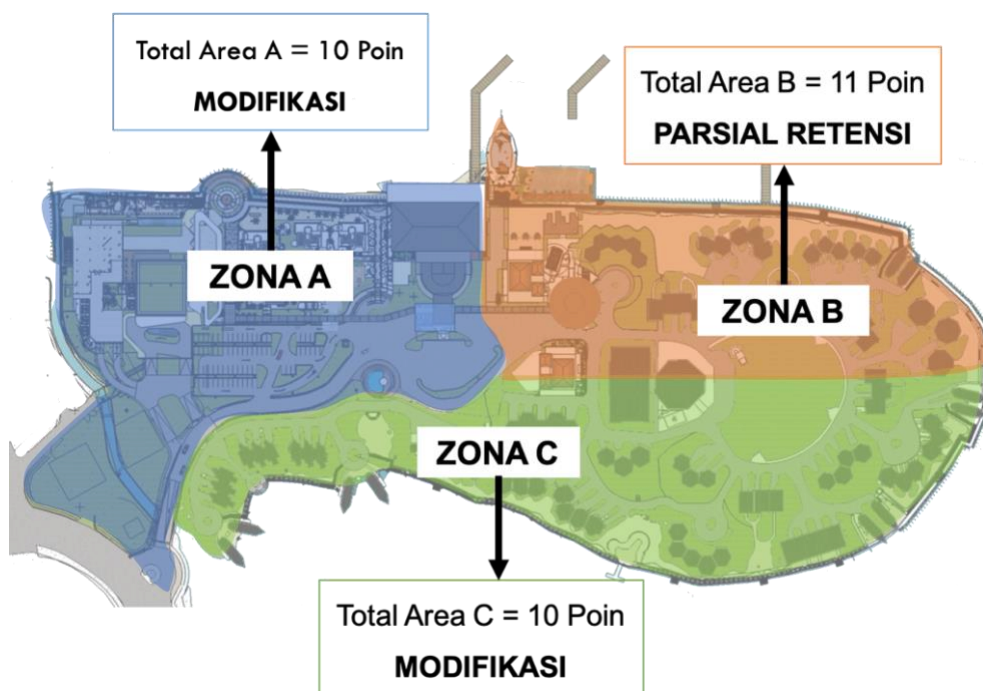 Total Area A = 10 Poin
MODIFIKASI
Total Area B = 11 Poin
PARSIAL RETENSI
ZONA A
ZONA B
ZONA C
Total Area C = 10 Poin
MODIFIKASI